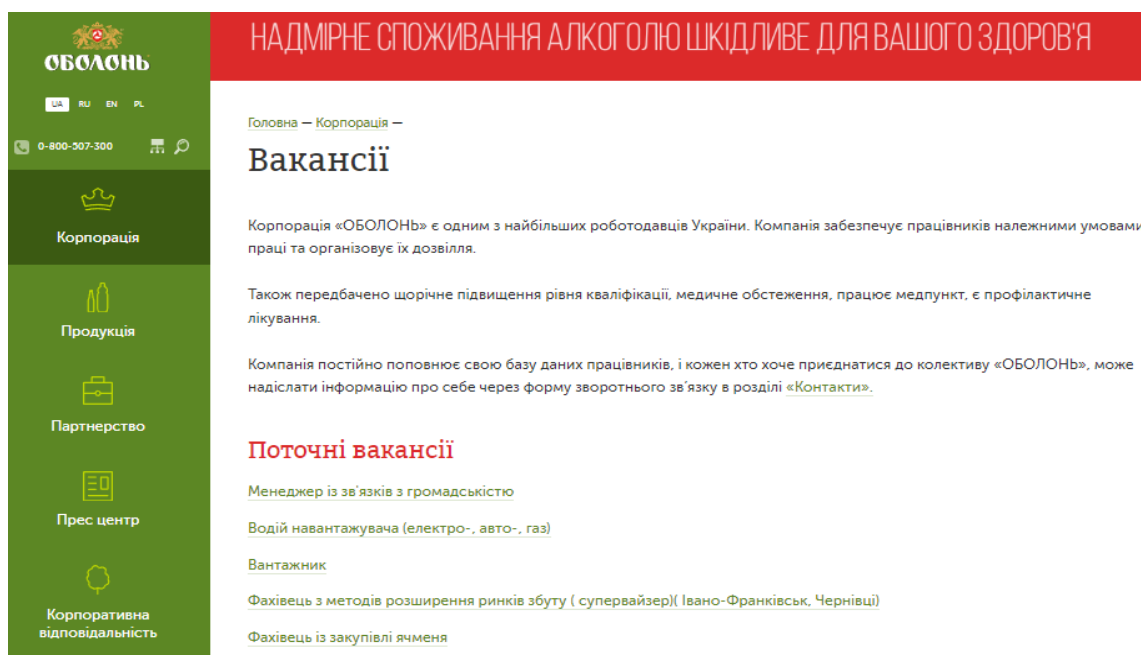 ОБОЛОНЬ
UA RU EN PL
0-800-507-300
Корпорація
Продукція
Партнерство
Прес центр
Корпоративна
відповідальність
НАДМІРНЕ СПОЖИВАННЯ АЛКОГОЛЮ ШКІДЛИВЕ ДЛЯ ВАШОГО ЗДОРОВ'Я
Головна — Корпорація —
Вакансії
Корпорація «ОБОЛОНЬ» є одним з найбільших роботодавців України. Компанія забезпечує працівників належними умовами
праці та організовує їх дозвілля.
Також передбачено щорічне підвищення рівня кваліфікації, медичне обстеження, працює медпункт, є профілактичне
лікування.
Компанія постійно поповнює свою базу даних працівників, і кожен хто хоче приєднатися до колективу «ОБОЛОНЬ», може
надіслати інформацію про себе через форму зворотнього зв'язку в розділі «Контакти».
Поточні вакансії
Менеджер із зв'язків з громадськістю
Водій навантажувача (електро-, авто-, газ)
Вантажник
Фахівець з методів розширення ринків збуту ( супервайзер)( Івано-Франківськ, Чернівці)
Фахівець із закупівлі ячменя